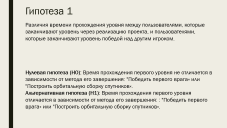 Гипотеза 1
Различия времени прохождения уровня между пользователями, которые
заканчивают уровень через реализацию проекта, и пользователями,
которые заканчивают уровень победой над другим игроком.
Нулевая гипотеза (H0): Время прохождения первого уровня не отличается в
зависимости от метода его завершения: "Победить первого врага» или
"Построить орбитальную сборку спутников».
Альтернативная гипотеза (H1): Время прохождения первого уровня
отличается в зависимости от метода его завершения: : "Победить первого
врага» или "Построить орбитальную сборку спутников».